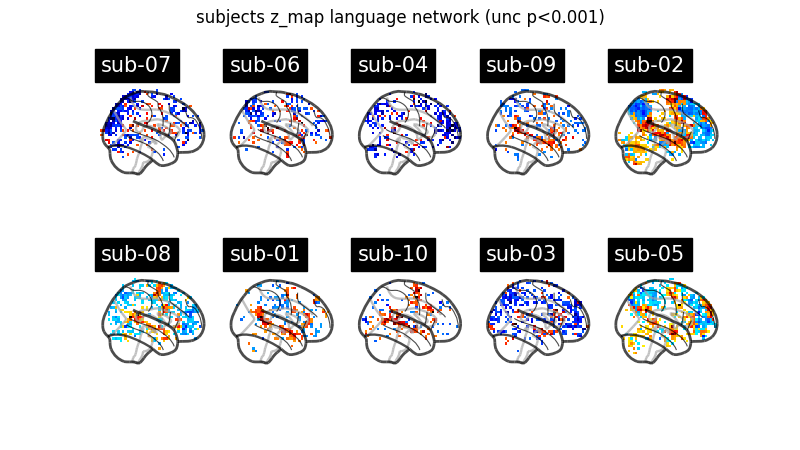 subjects z_map language network (unc p<0.001)
sub-07
sub-06
sub-04
sub-09
sub-02
sub-08
sub-01
sub-10
sub-03
sub-05